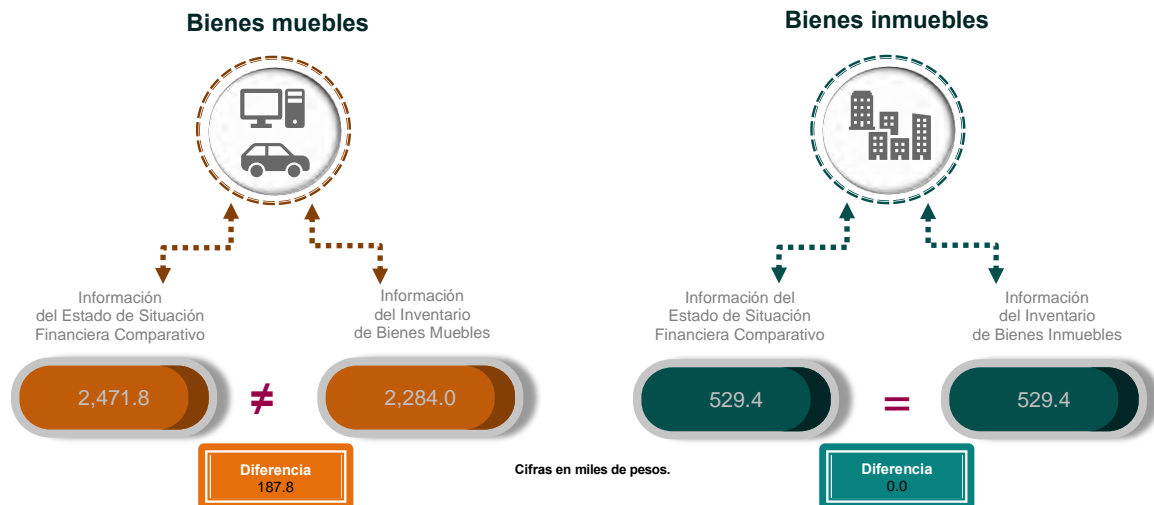 Bienes muebles
Información
del Estado de Situación
Financiera Comparativo
2,471.8
≠
Información
del Inventario
de Bienes Muebles
2,284.0
Diferencia
187.8
Cifras en miles de pesos.
Bienes inmuebles
Información del
Estado de Situación
Financiera Comparativo
529.4
=
Información
del Inventario
de Bienes Inmuebles
529.4
Diferencia
0.0